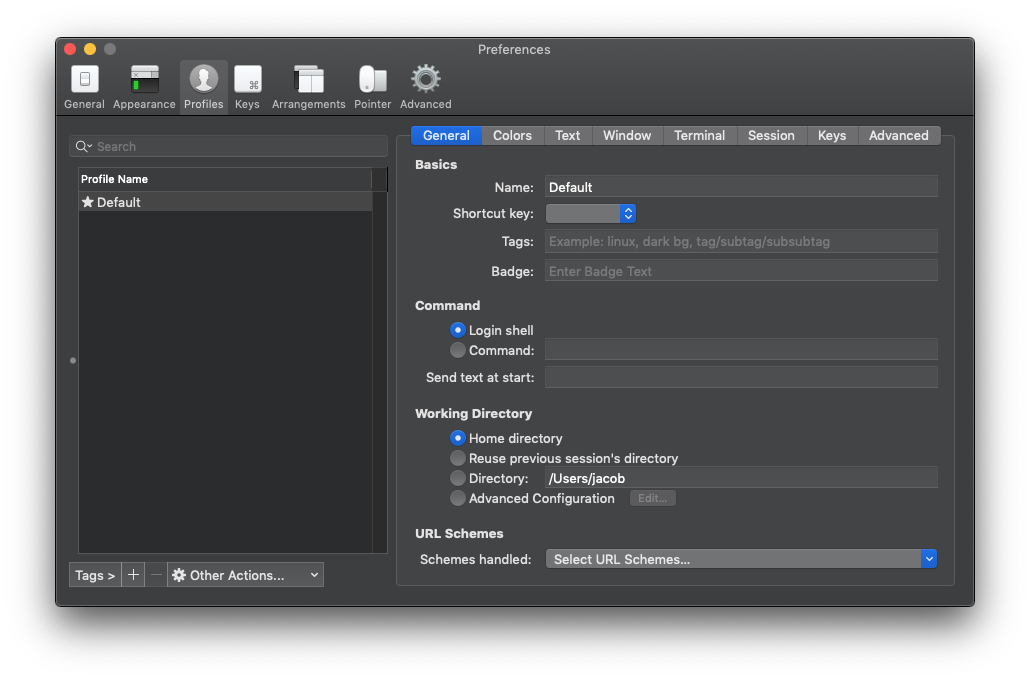 Preferences
General Appearance Profiles Keys Arrangements Pointer Advanced
Search
Profile Name
Default
Tags > + — Other Actions...
General Colors Text Window Terminal Session Keys Advanced
Basics
Name: Default
Shortcut key:
Tags: Example: linux, dark bg, tag/subtag/subsubtag
Badge: Enter Badge Text
Command
Login shell
Command:
Send text at start:
Working Directory
Home directory
Reuse previous session's directory
Directory: /Users/jacob
Advanced Configuration Edit...
URL Schemes
Schemes handled: Select URL Schemes...